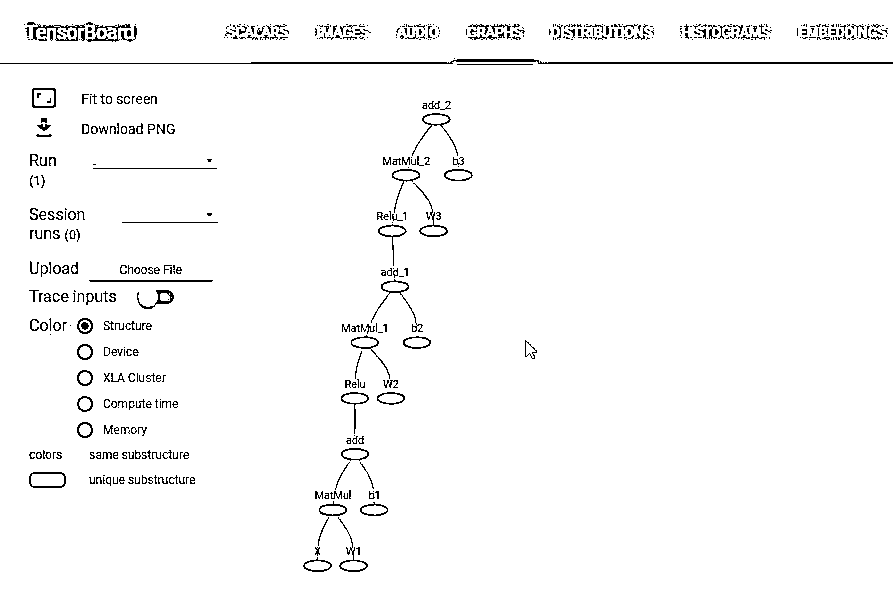 TensorBoard SCALARS IMAGES AUDIO GRAPHS DISTRIBUTIONS HISTOGRAMS EMBEDDINGS
Fit to screen
Download PNG
Run
(1)
Session
runs (0)
Upload Choose File
Trace inputs
Color Structure
Device
XLA Cluster
Compute time
Memory
colors same substructure
unique substructure
add_2
MatMul_2 b3
Relu_1 W3
add_1
MatMul_1 b2
Relu W2
add
MatMul b1
X W1